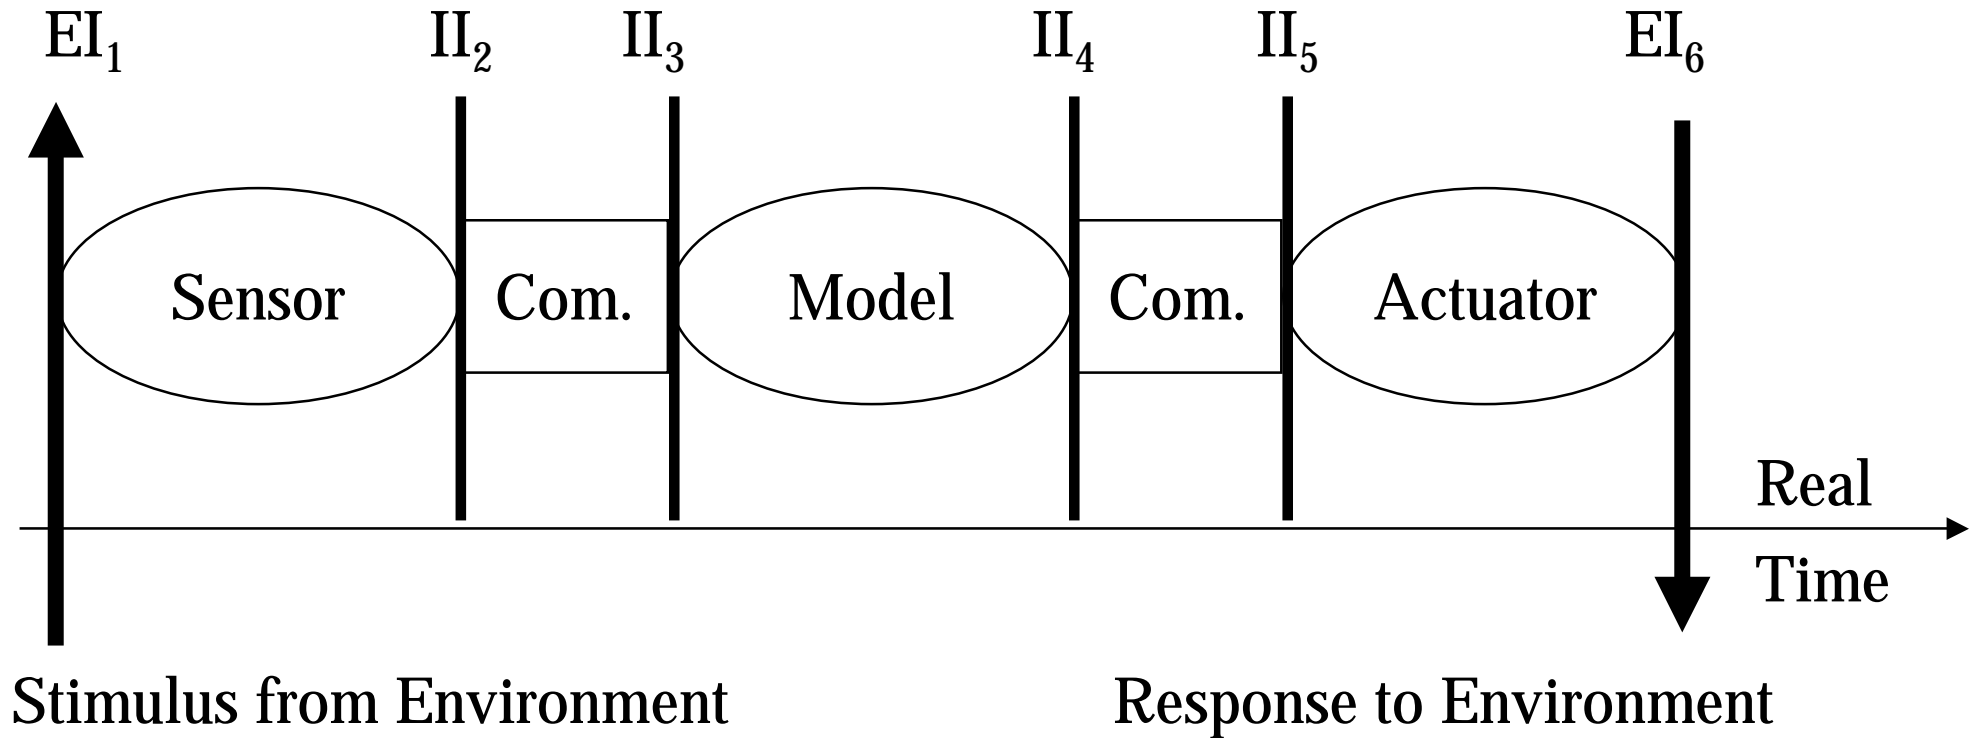 EI₁ II₂ II₃ II₄ II₅ EI₆
Sensor Com. Model Com. Actuator
Real
Time
Stimulus from Environment Response to Environment